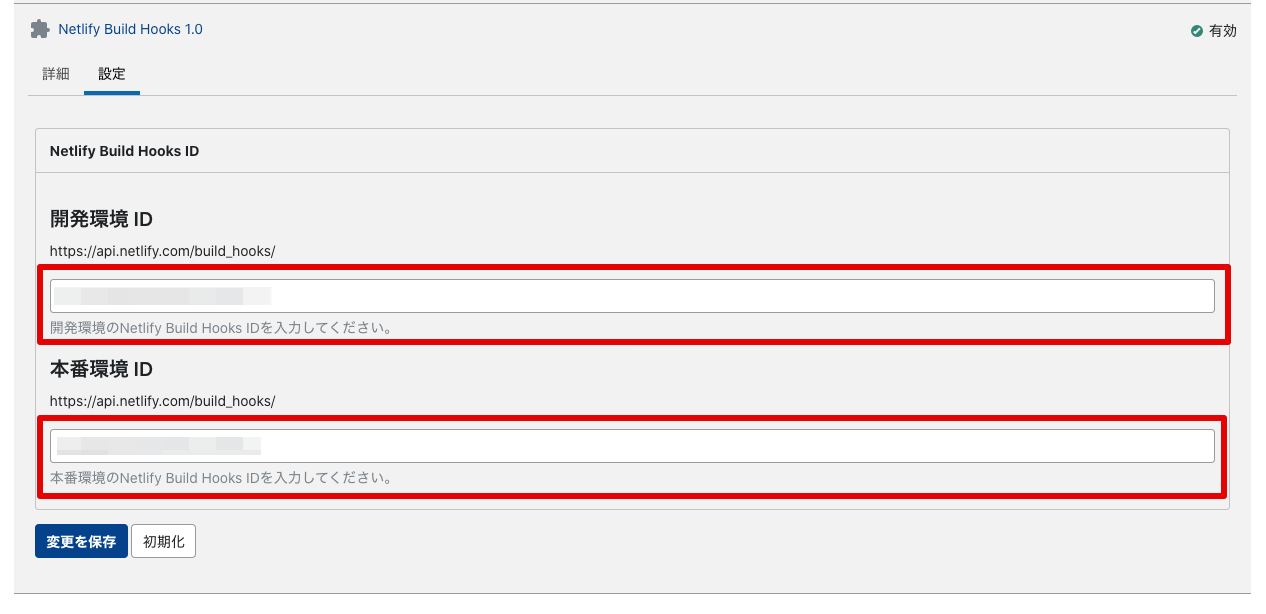 Netlify Build Hooks 1.0
有効
詳細 設定
Netlify Build Hooks ID
開発環境 ID
https://api.netlify.com/build_hooks/
開発環境のNetlify Build Hooks IDを入力してください。
本番環境 ID
https://api.netlify.com/build_hooks/
本番環境のNetlify Build Hooks IDを入力してください。
変更を保存 初期化